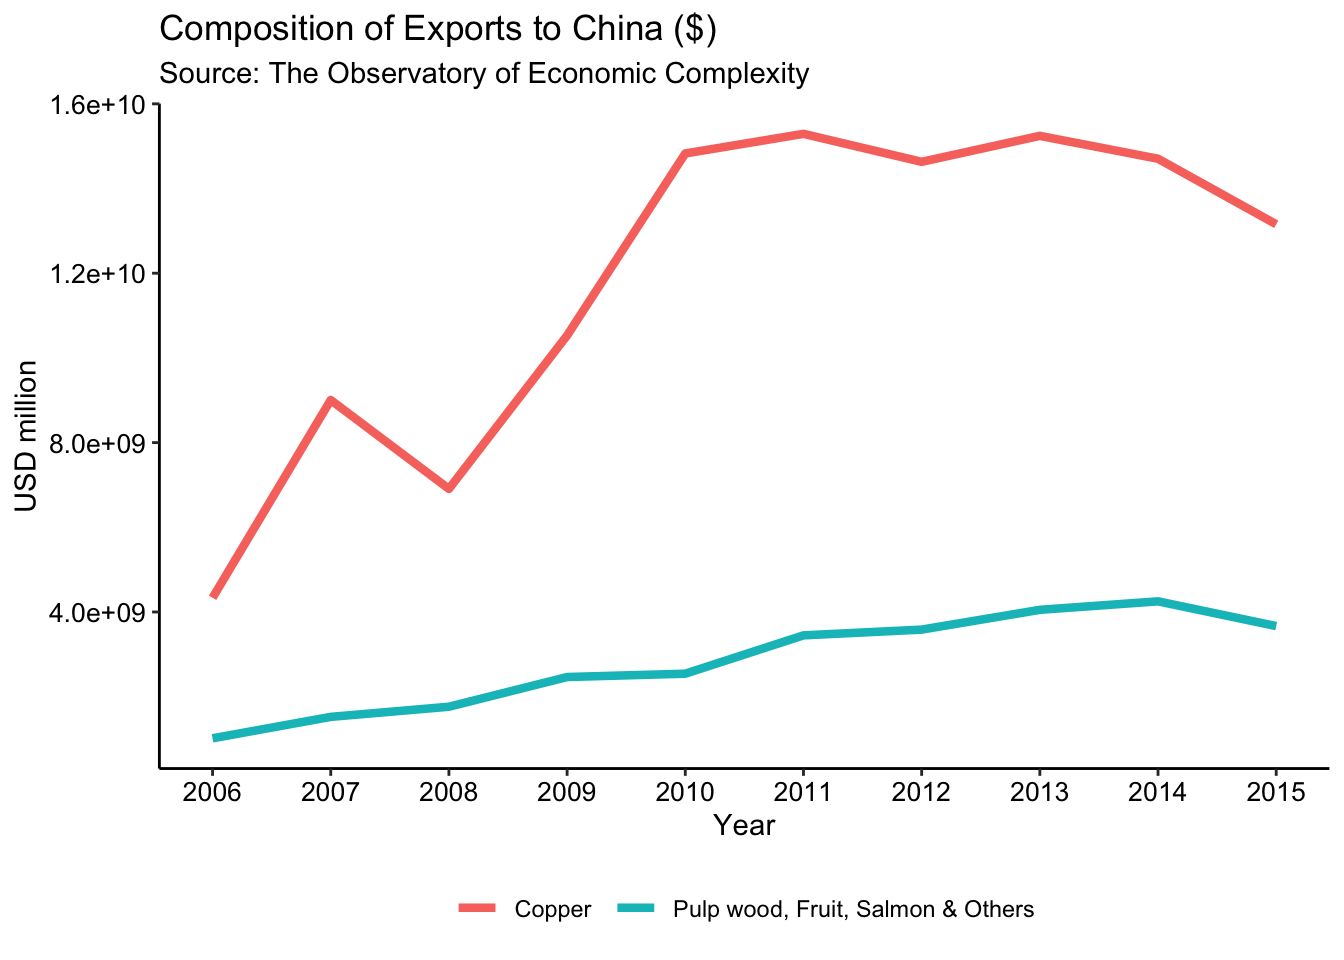 Composition of Exports to China ($)
Source: The Observatory of Economic Complexity
1.6e+10
1.2e+10
8.0e+09
4.0e+09
USD million
2006 2007 2008 2009 2010 2011 2012 2013 2014 2015
Year
Copper Pulp wood, Fruit, Salmon & Others